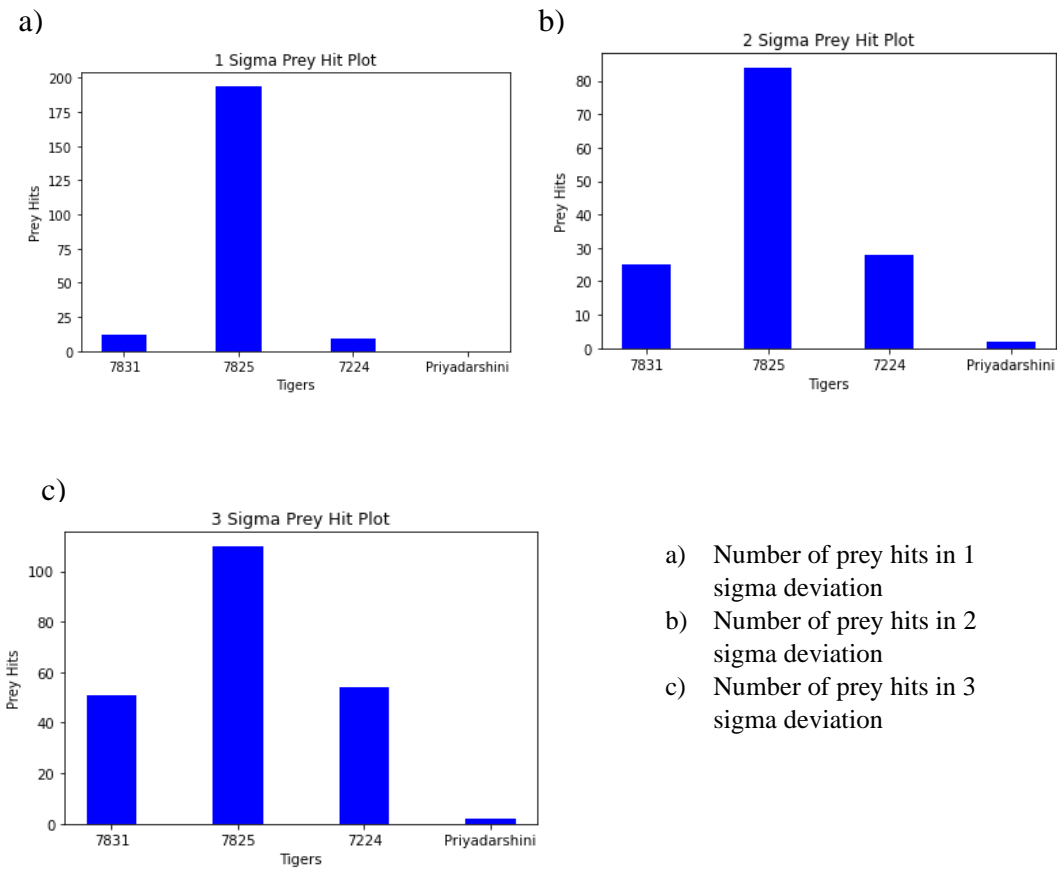 a)
1 Sigma Prey Hit Plot
200
175
150
125
100
75
50
25
0
Prey Hits
7831 7825 7224 Priyadarshini
Tigers
b)
2 Sigma Prey Hit Plot
80
70
60
50
40
30
20
10
0
Prey Hits
7831 7825 7224 Priyadarshini
Tigers
c)
3 Sigma Prey Hit Plot
100
80
60
40
20
0
Prey Hits
7831 7825 7224 Priyadarshini
Tigers
a) Number of prey hits in 1
sigma deviation
b) Number of prey hits in 2
sigma deviation
c) Number of prey hits in 3
sigma deviation